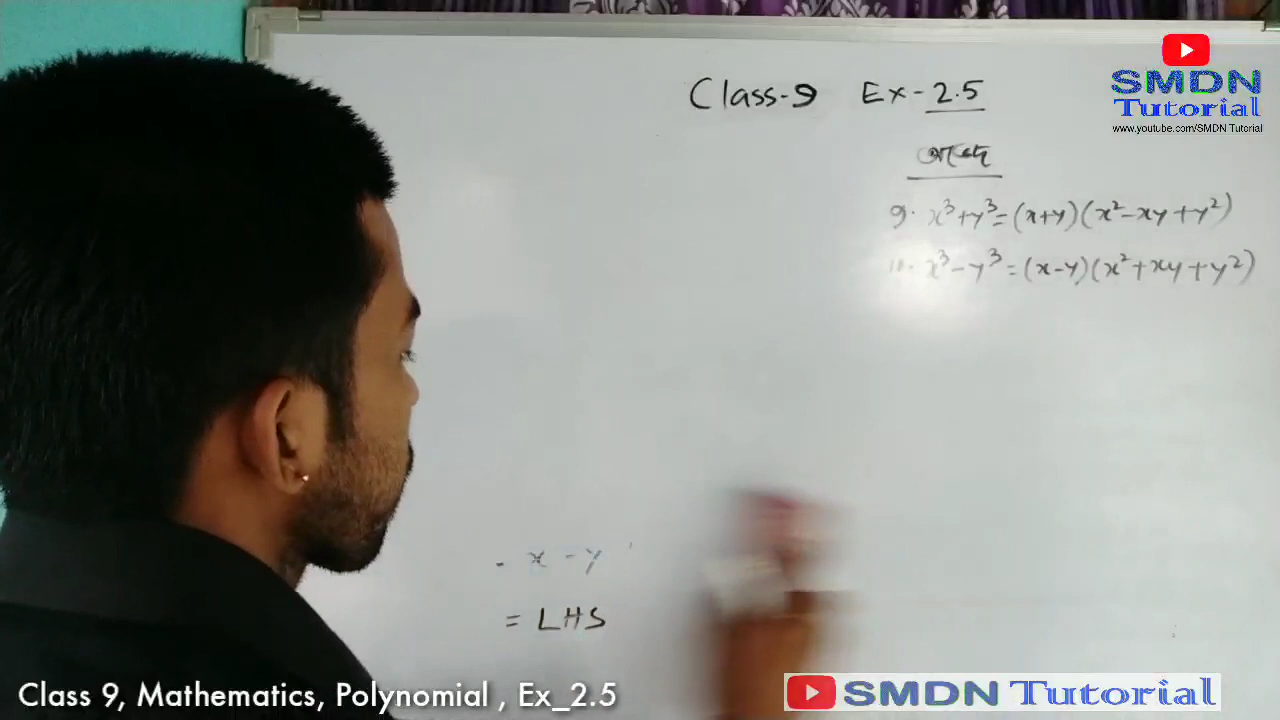 Class-9 Ex-2.5
SMDN
Tutorial
www.youtube.com/SMDN Tutorial
9. x³+y³=(x+y)(x²-xy+y²)
10. x³-y³=(x-y)(x²+xy+y²)
x - y
= LHS
Class 9, Mathematics, Polynomial , Ex_2.5
SMDN Tutorial